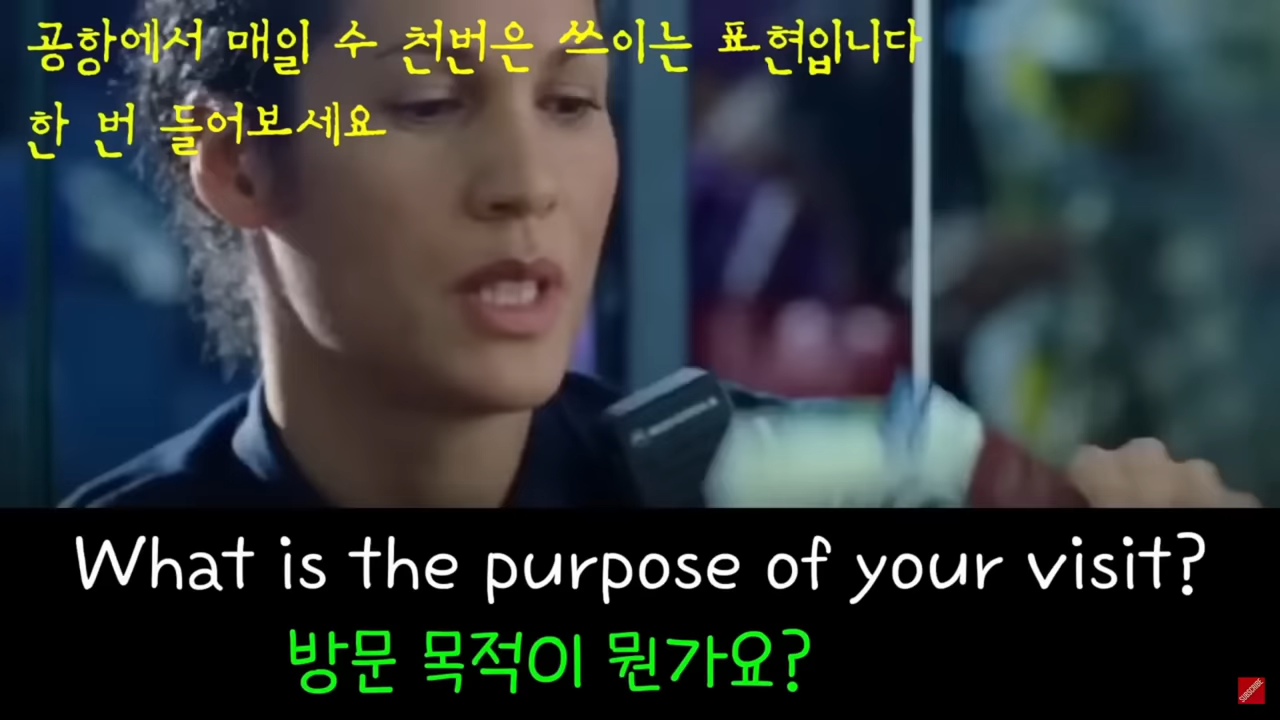 공항에서 매일 수 천번은 쓰이는 표현입니다
한 번 들어보세요
What is the purpose of your visit?
방문 목적이 뭔가요?
SUBSCRIBE